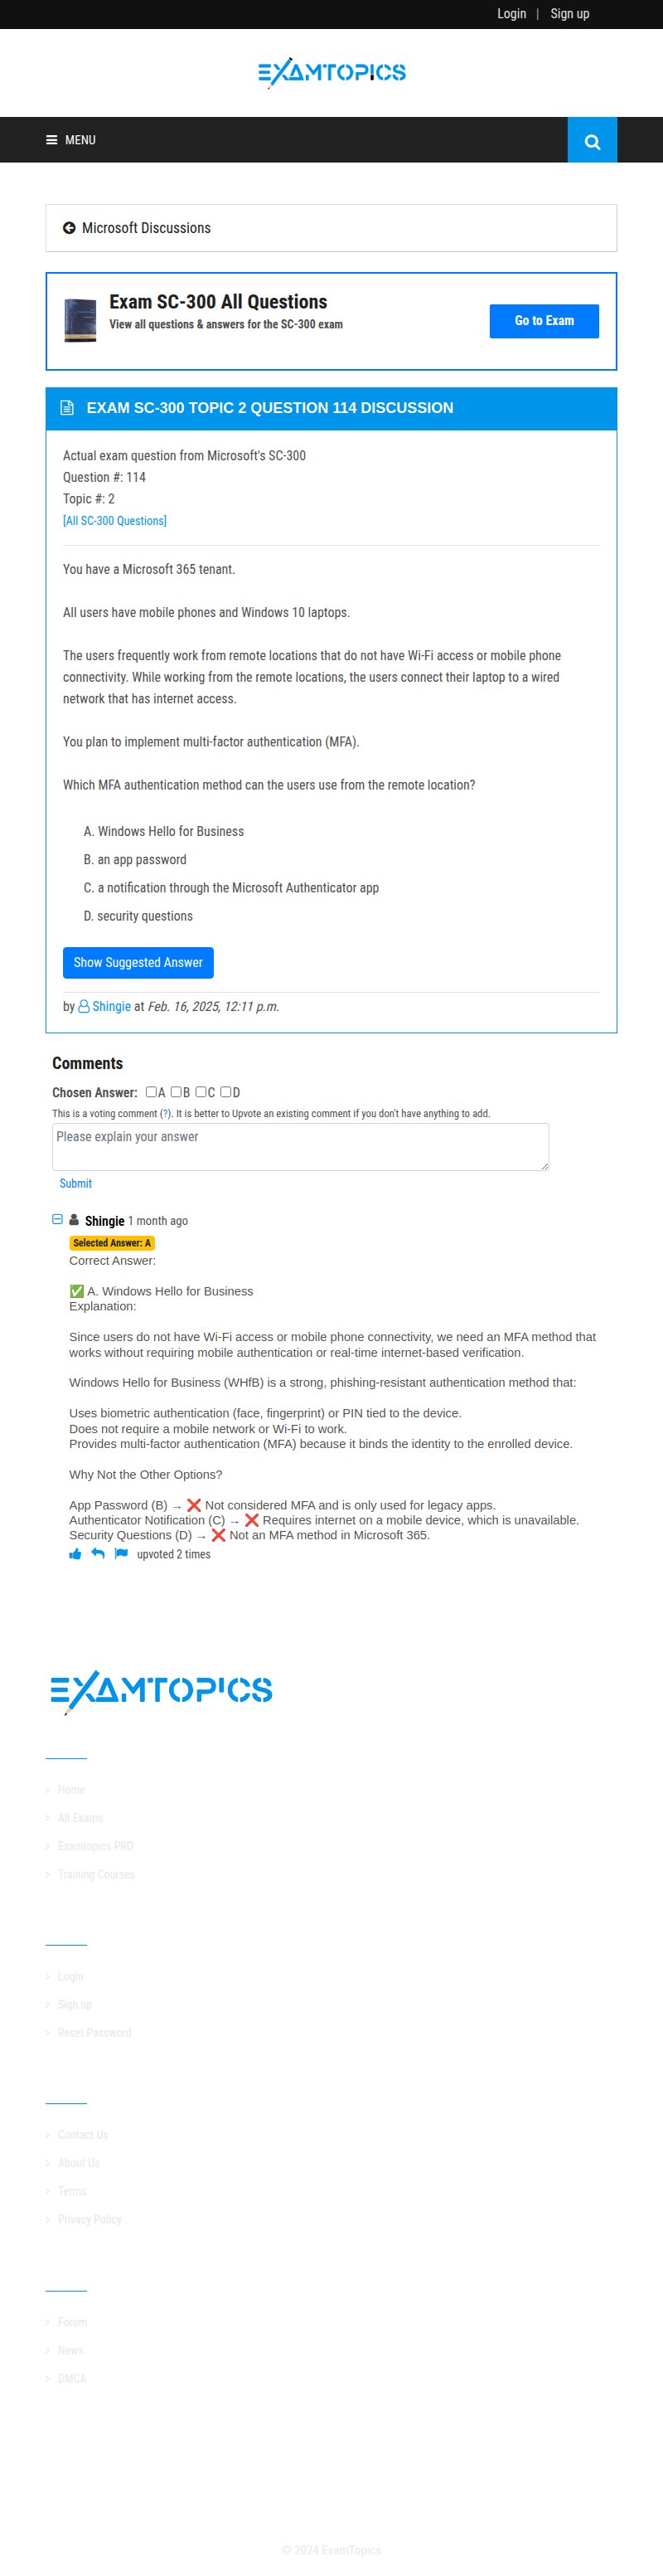 Login | Sign up
EXAMTOPICS
MENU
Microsoft Discussions
Exam SC-300 All Questions
View all questions & answers for the SC-300 exam
Go to Exam
EXAM SC-300 TOPIC 2 QUESTION 114 DISCUSSION
Actual exam question from Microsoft's SC-300
Question #: 114
Topic #: 2
[All SC-300 Questions]
You have a Microsoft 365 tenant.
All users have mobile phones and Windows 10 laptops.
The users frequently work from remote locations that do not have Wi-Fi access or mobile phone
connectivity. While working from the remote locations, the users connect their laptop to a wired
network that has internet access.
You plan to implement multi-factor authentication (MFA).
Which MFA authentication method can the users use from the remote location?
A. Windows Hello for Business
B. an app password
C. a notification through the Microsoft Authenticator app
D. security questions
Show Suggested Answer
by Shingie at Feb. 16, 2025, 12:11 p.m.
Comments
Chosen Answer: A B C D
This is a voting comment (?). It is better to Upvote an existing comment if you don't have anything to add.
Please explain your answer
Submit
Shingie 1 month ago
Selected Answer: A
Correct Answer:
✅ A. Windows Hello for Business
Explanation:
Since users do not have Wi-Fi access or mobile phone connectivity, we need an MFA method that
works without requiring mobile authentication or real-time internet-based verification.
Windows Hello for Business (WHfB) is a strong, phishing-resistant authentication method that:
Uses biometric authentication (face, fingerprint) or PIN tied to the device.
Does not require a mobile network or Wi-Fi to work.
Provides multi-factor authentication (MFA) because it binds the identity to the enrolled device.
Why Not the Other Options?
App Password (B) → ❌ Not considered MFA and is only used for legacy apps.
Authenticator Notification (C) → ❌ Requires internet on a mobile device, which is unavailable.
Security Questions (D) → ❌ Not an MFA method in Microsoft 365.
upvoted 2 times
EXAMTOPICS
Home
All Exams
Examtopics PRO
Training Courses
Login
Sign up
Reset Password
Contact Us
About Us
Terms
Privacy Policy
Forum
News
DMCA
© 2024 ExamTopics